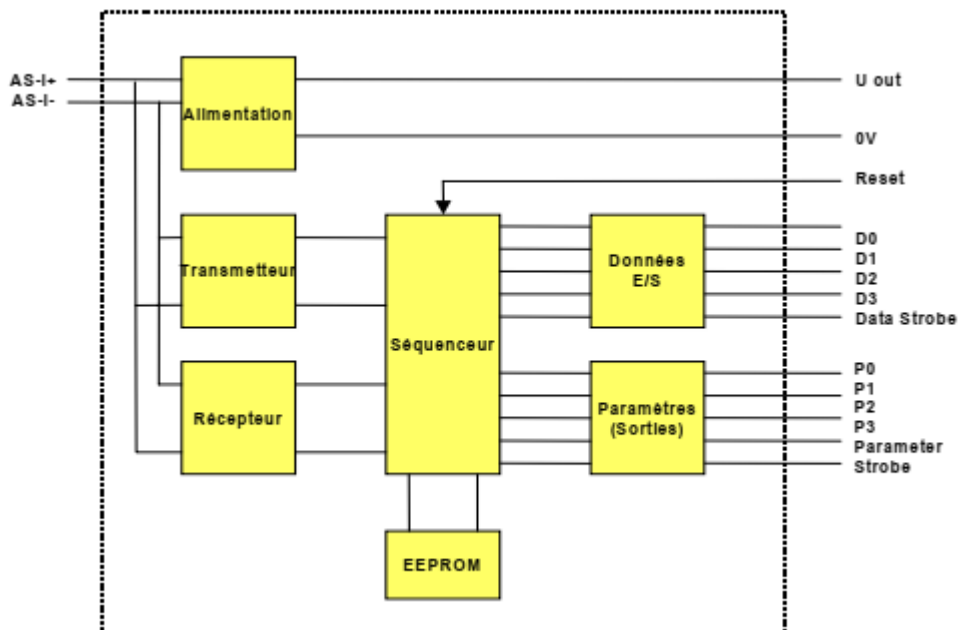 AS-I+
AS-I-
Alimentation
U out
0V
Reset
Transmetteur
Séquenceur
Données
E/S
D0
D1
D2
D3
Data Strobe
Récepteur
Paramètres
(Sorties)
P0
P1
P2
P3
Parameter
Strobe
EEPROM